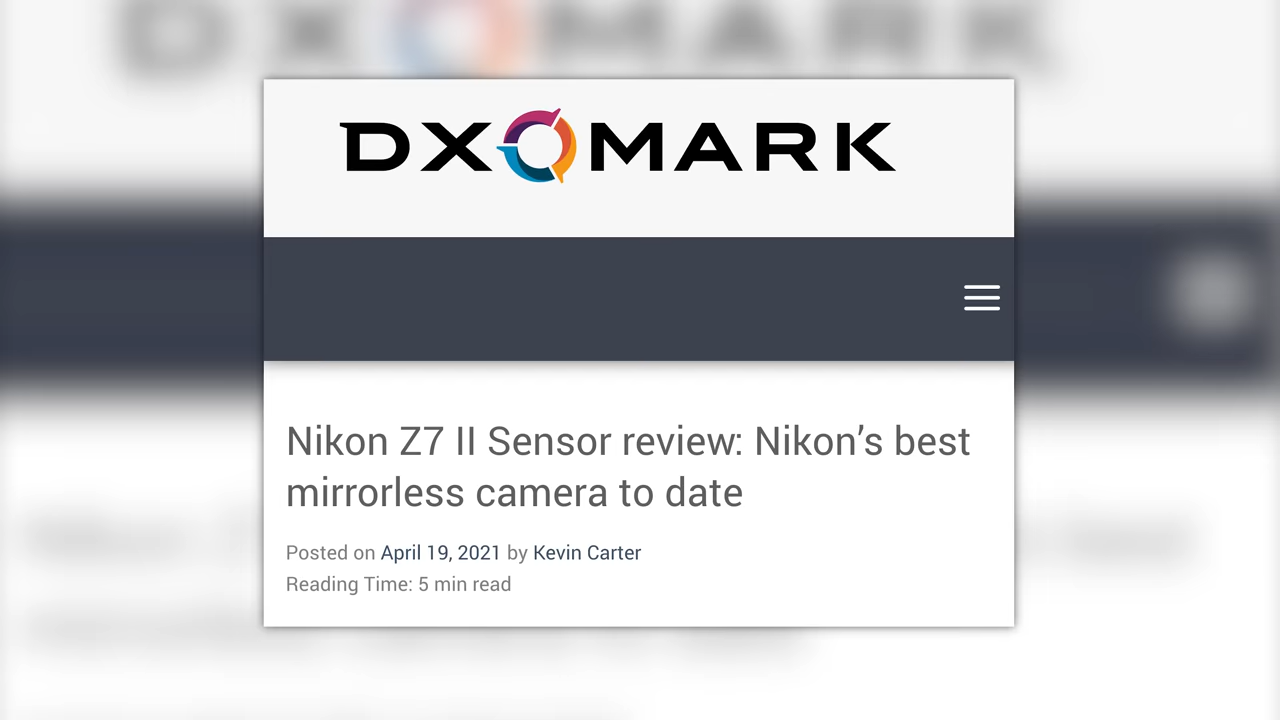 DXOMARK
Nikon Z7 II Sensor review: Nikon’s best
mirrorless camera to date
Posted on April 19, 2021 by Kevin Carter
Reading Time: 5 min read